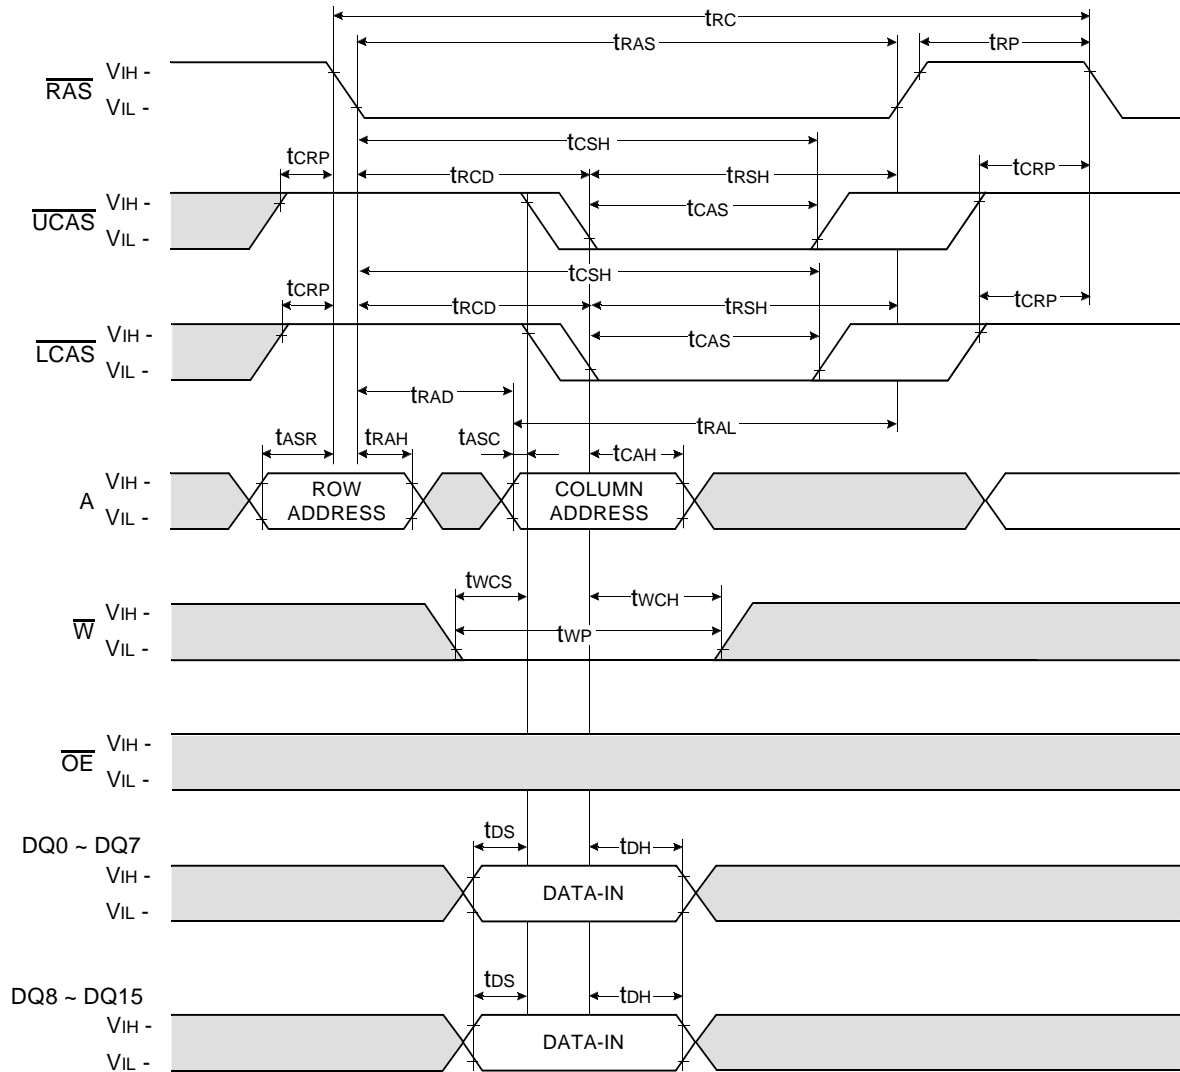 tRC
tRAS
tRP
RAS
VIH -
VIL -
tCSH
tCRP
tRCD
tRSH
tCRP
UCAS
VIH -
VIL -
tCAS
tCSH
tCRP
tRCD
tRSH
tCRP
LCAS
VIH -
VIL -
tCAS
tRAD
tRAL
tASR
tRAH
tASC
tCAH
A
VIH -
VIL -
ROW
ADDRESS
COLUMN
ADDRESS
tWCS
tWCH
W
VIH -
VIL -
tWP
OE
VIH -
VIL -
DQ0 ~ DQ7
tDS
tDH
VIH -
VIL -
DATA-IN
DQ8 ~ DQ15
tDS
tDH
VIH -
VIL -
DATA-IN